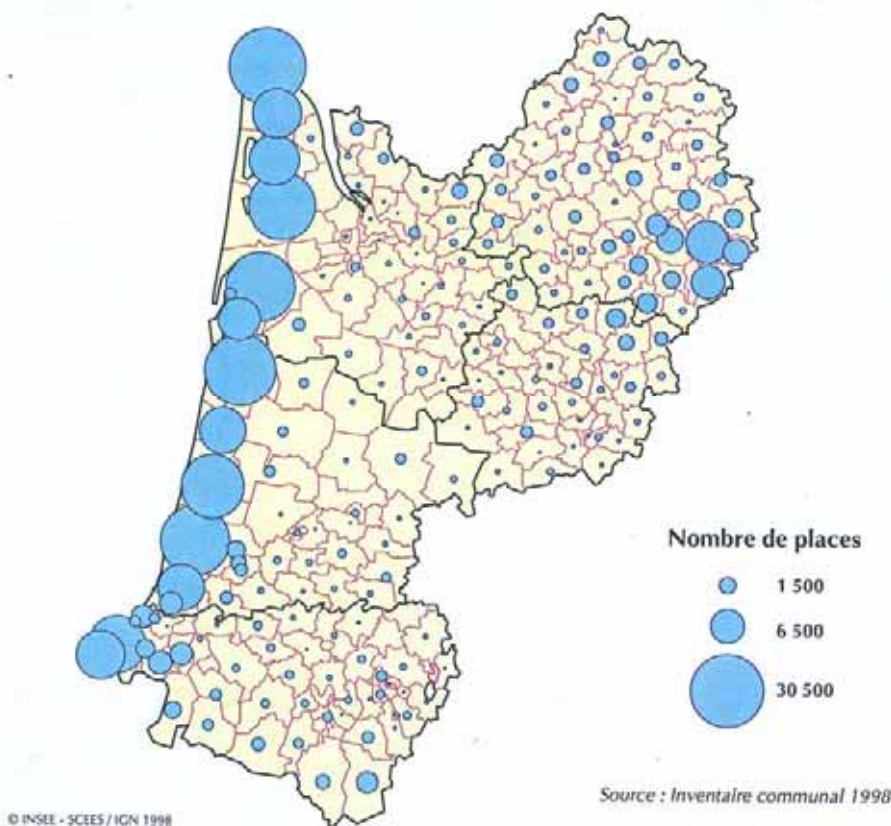 Nombre de places
1 500
6 500
30 500
Source : Inventaire communal 1998
© INSEE - SCEES / IGN 1998